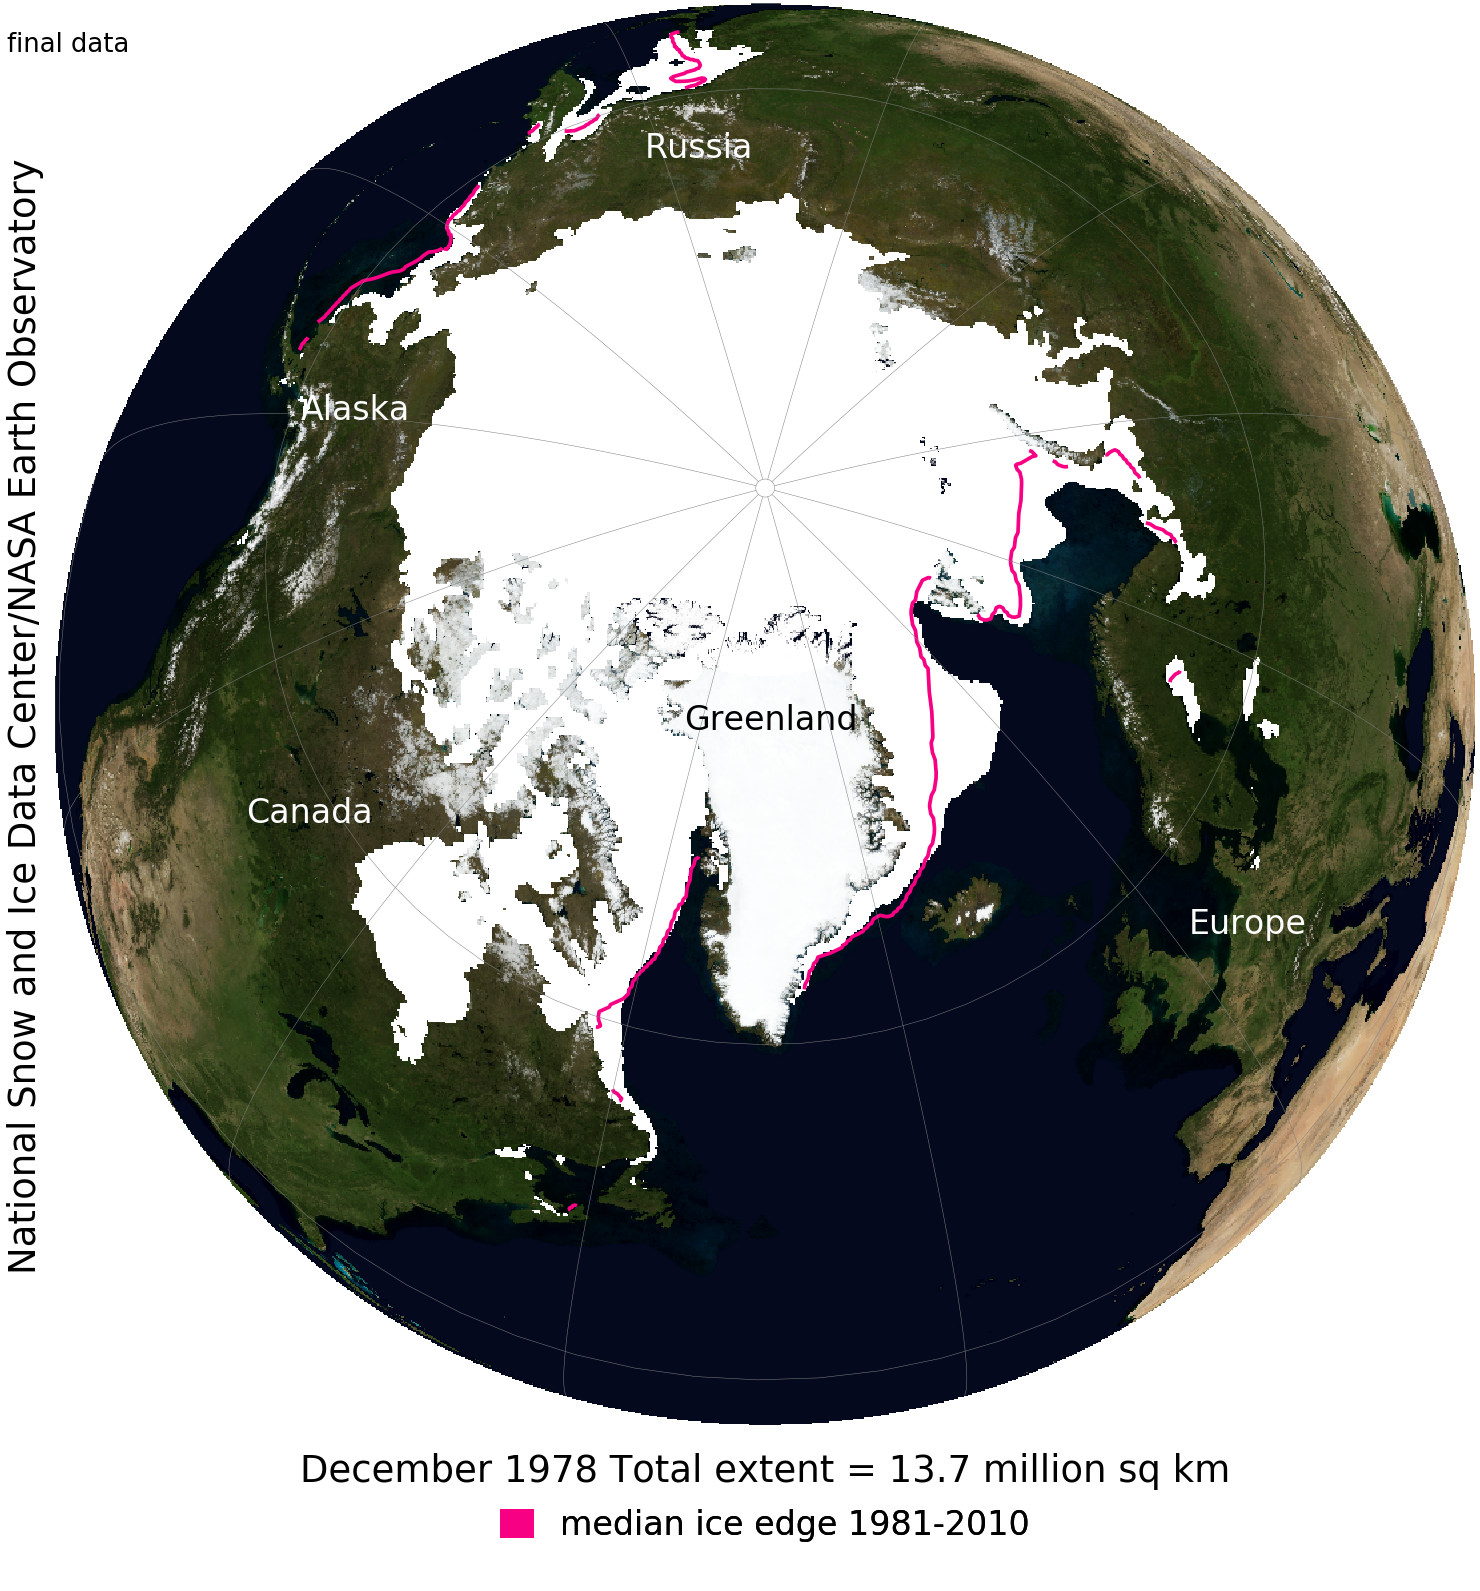 final data
National Snow and Ice Data Center/NASA Earth Observatory
Russia
Alaska
Greenland
Canada
Europe
December 1978 Total extent = 13.7 million sq km
median ice edge 1981-2010